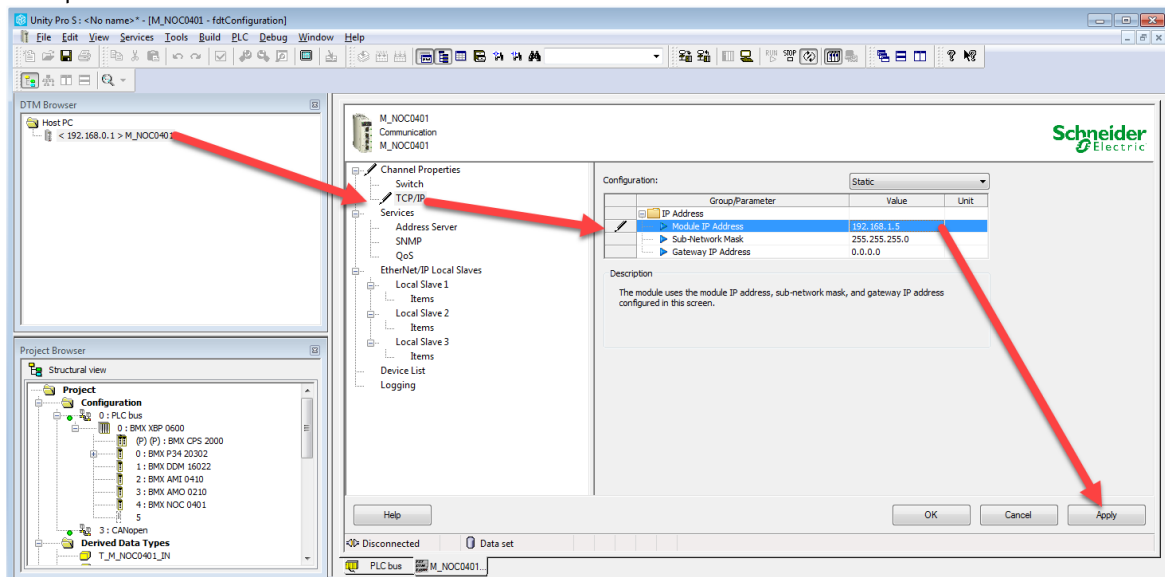 Unity Pro S : <No name>* - [M_NOC0401 - fdtConfiguration]
File Edit View Services Tools Build PLC Debug Window Help
DTM Browser
Host PC
< 192.168.0.1 > M_NOC0401
Project Browser
Structural view
Project
Configuration
0 : PLC bus
0 : BMX XBP 0600
(P) (P) : BMX CPS 2000
0 : BMX P34 20302
1 : BMX DDM 16022
2 : BMX AMI 0410
3 : BMX AMO 0210
4 : BMX NOC 0401
5
3 : CANopen
Derived Data Types
T_M_NOC0401_IN
M_NOC0401
Communication
M_NOC0401
Schneider
Electric
Channel Properties
Switch
TCP/IP
Services
Address Server
SNMP
QoS
EtherNet/IP Local Slaves
Local Slave 1
Items
Local Slave 2
Items
Local Slave 3
Items
Device List
Logging
Configuration: Static
Group/Parameter Value Unit
IP Address
Module IP Address 192.168.1.5
Sub-Network Mask 255.255.255.0
Gateway IP Address 0.0.0.0
Description
The module uses the module IP address, sub-network mask, and gateway IP address
configured in this screen.
Help OK Cancel Apply
Disconnected Data set
PLC bus M_NOC0401...